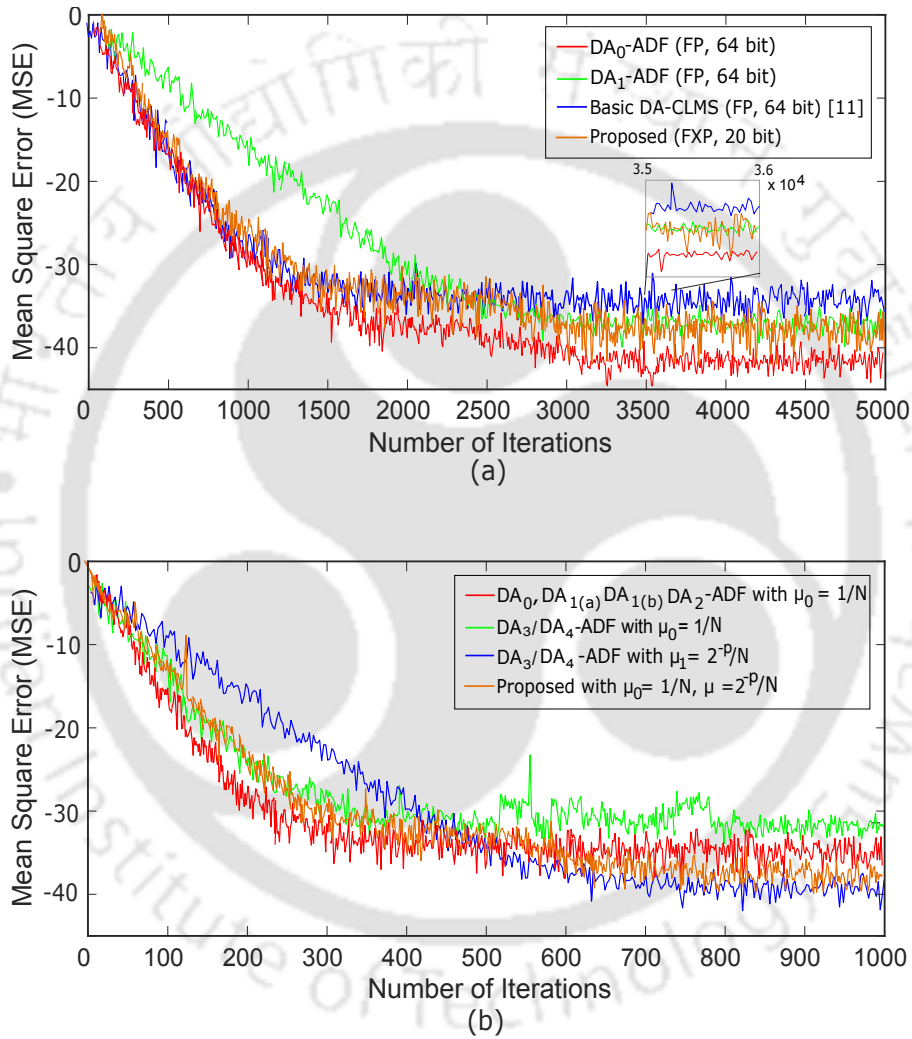 0
-10
-20
-30
-40
Mean Square Error (MSE)
DA₀-ADF (FP, 64 bit)
DA₁-ADF (FP, 64 bit)
Basic DA-CLMS (FP, 64 bit) [11]
Proposed (FXP, 20 bit)
3.5 3.6
x 10⁴
0 500 1000 1500 2000 2500 3000 3500 4000 4500 5000
Number of Iterations
(a)
0
-10
-20
-30
-40
Mean Square Error (MSE)
DA₀, DA₁₍ₐ₎ DA₁₍b₎ DA₂-ADF with μ₀ = 1/N
DA₃/DA₄-ADF with μ₀ = 1/N
DA₃/DA₄-ADF with μ₁ = 2⁻ᵖ/N
Proposed with μ₀ = 1/N, μ = 2⁻ᵖ/N
0 100 200 300 400 500 600 700 800 900 1000
Number of Iterations
(b)
Institute of Technology